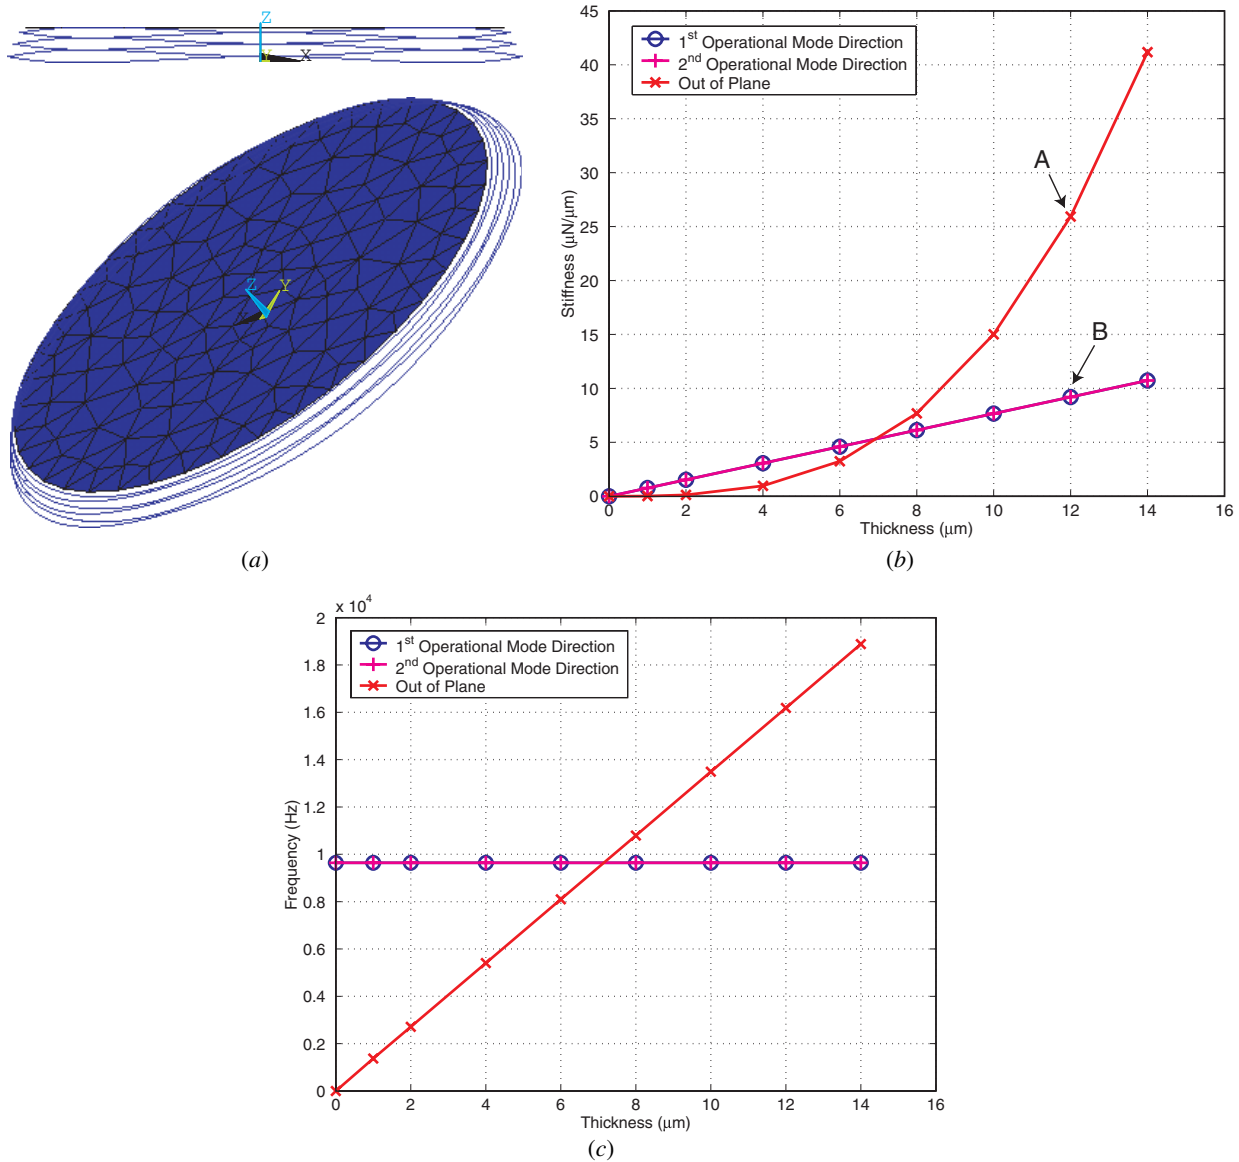 Z
Y X
Z Y
(a)
45
40
35
30
25
20
15
10
5
0
Stiffness (μN/μm)
1st Operational Mode Direction
2nd Operational Mode Direction
Out of Plane
A
B
0 2 4 6 8 10 12 14 16
Thickness (μm)
(b)
x 10^4
2
1.8
1.6
1.4
1.2
1
0.8
0.6
0.4
0.2
0
Frequency (Hz)
1st Operational Mode Direction
2nd Operational Mode Direction
Out of Plane
0 2 4 6 8 10 12 14 16
Thickness (μm)
(c)